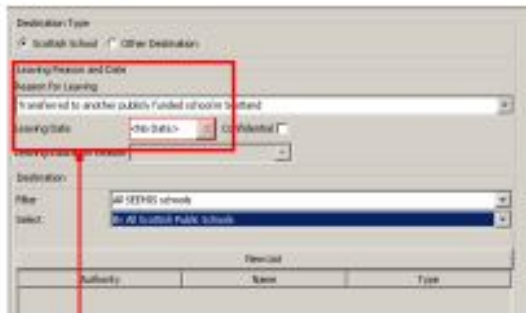 Destination Type
Scottish School Other Destination
Leaving Reason and Date
Reason for Leaving
Transferred to another publicly funded school in Scotland
Leaving Date <No Date> Confidential
Destination
Filter All SEEMIS schools
Select By All Scottish Public Schools
View List
Authority Name Type